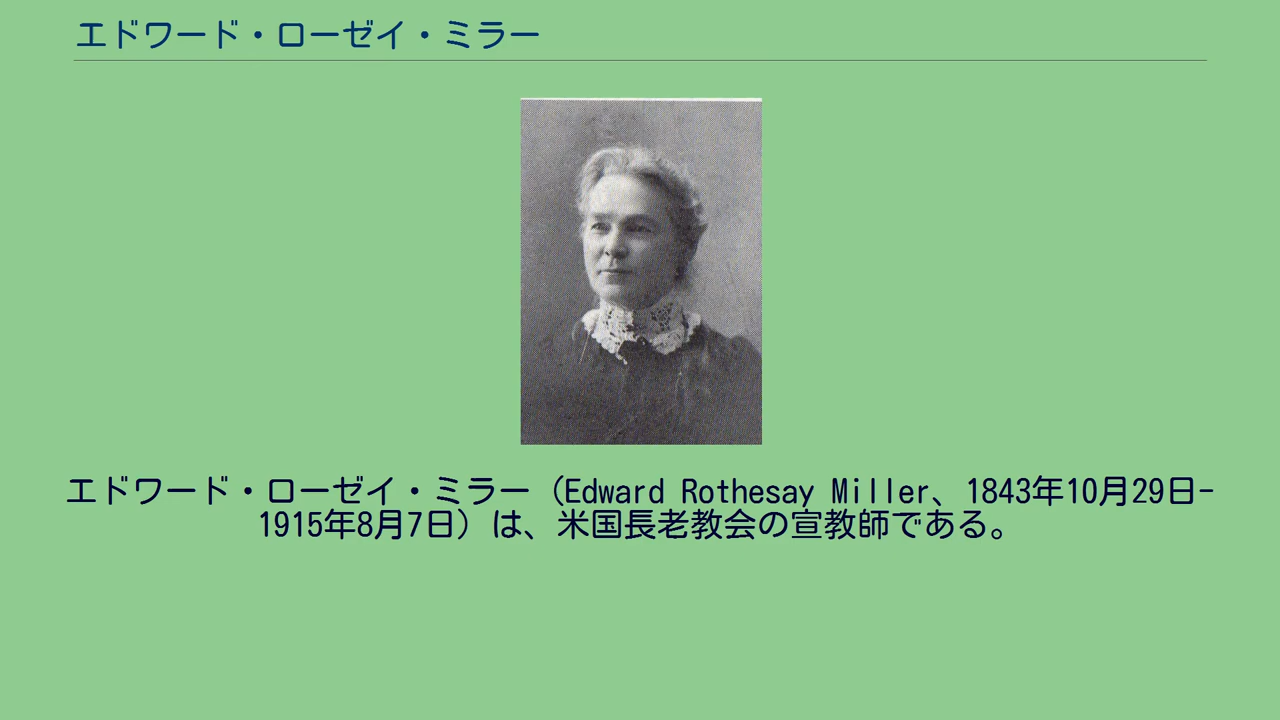 エドワード・ローゼイ・ミラー
エドワード・ローゼイ・ミラー（Edward Rothesay Miller、1843年10月29日-
1915年8月7日）は、米国長老教会の宣教師である。